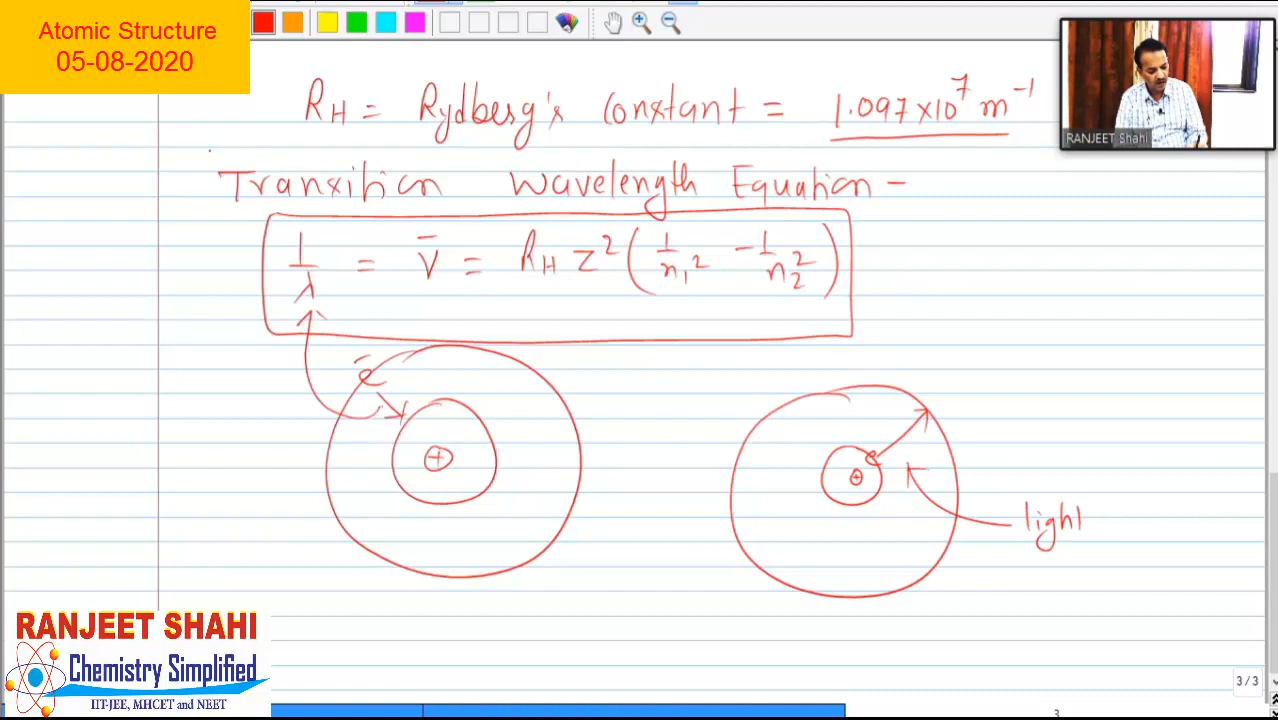 Atomic Structure
05-08-2020
RH = Rydberg's Constant = 1.097×10⁷ m⁻¹
RANJEET Shahi
Transition Wavelength Equation -
1/λ = ν̄ = RH Z² (1/n₁² - 1/n₂²)
e⁻
+
e
+
light
RANJEET SHAHI
Chemistry Simplified
IIT-JEE, MHCET and NEET
3/3
3